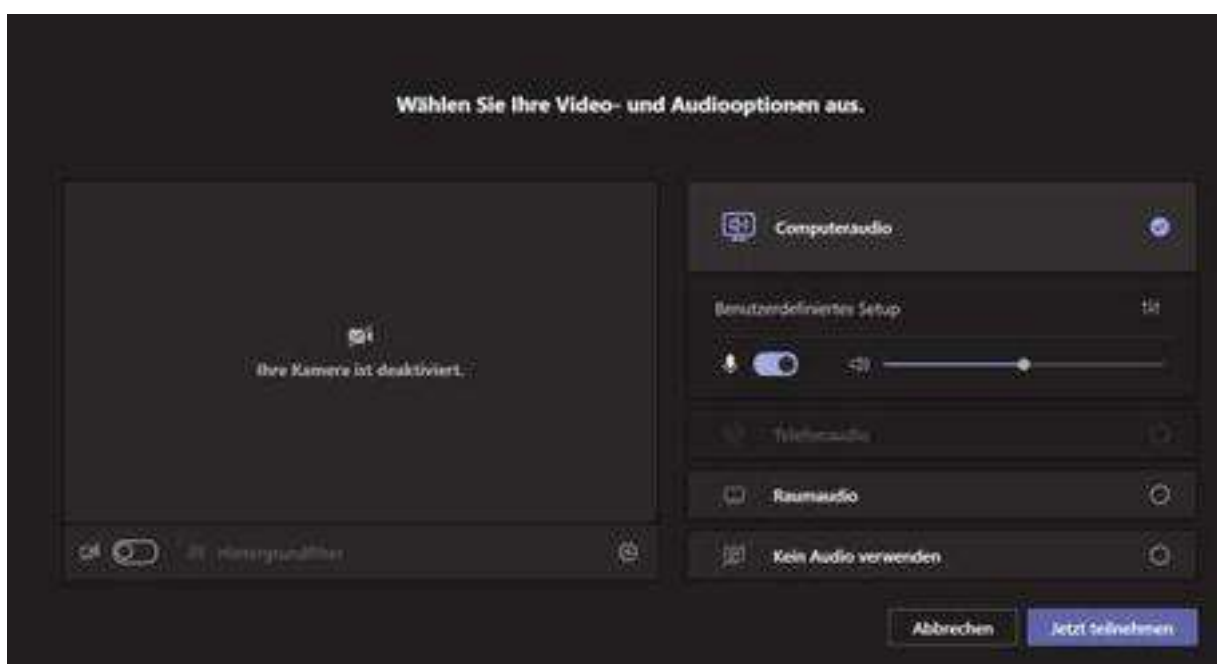 Wählen Sie Ihre Video- und Audiooptionen aus.
Computeraudio
Benutzerdefiniertes Setup
Ihre Kamera ist deaktiviert.
Telefonaudio
Raumaudio
Hintergrundfilter
Kein Audio verwenden
Abbrechen
Jetzt teilnehmen